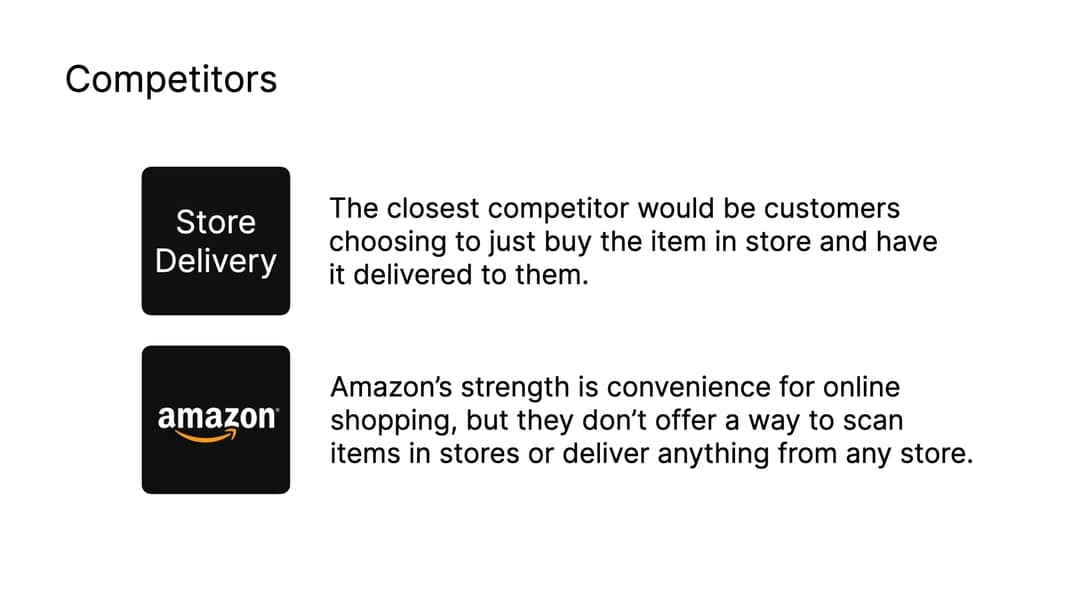 Competitors
Store
Delivery
The closest competitor would be customers
choosing to just buy the item in store and have
it delivered to them.
amazon
Amazon’s strength is convenience for online
shopping, but they don’t offer a way to scan
items in stores or deliver anything from any store.